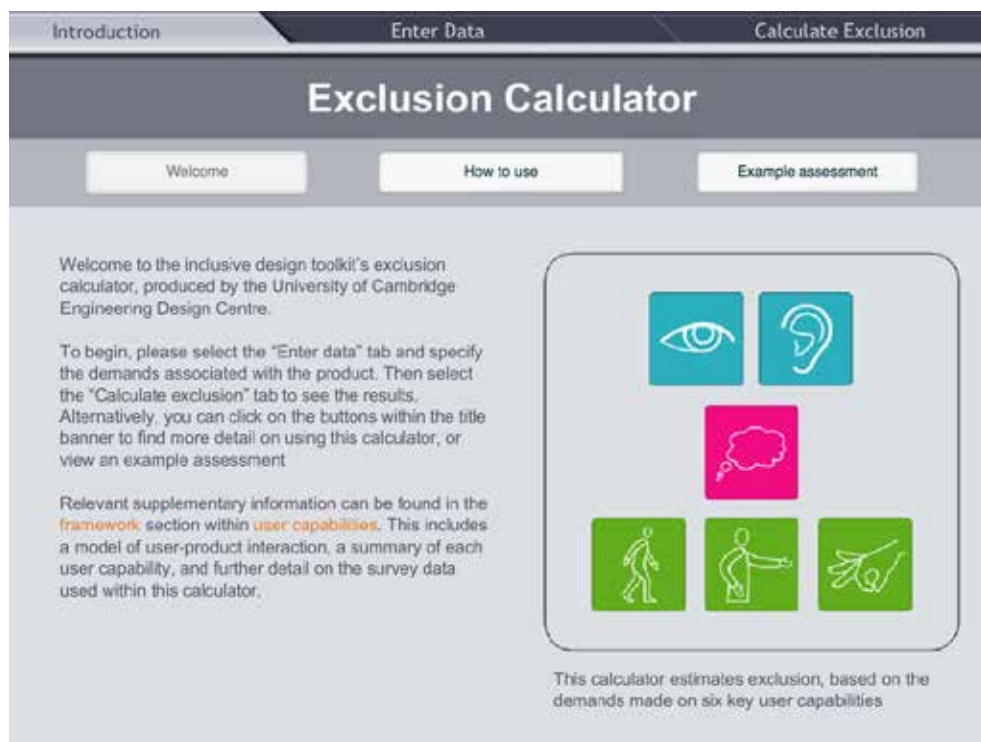 Introduction
Enter Data
Calculate Exclusion
Exclusion Calculator
Welcome
How to use
Example assessment
Welcome to the inclusive design toolkit's exclusion
calculator, produced by the University of Cambridge
Engineering Design Centre.
To begin, please select the "Enter data" tab and specify
the demands associated with the product. Then select
the "Calculate exclusion" tab to see the results.
Alternatively, you can click on the buttons within the title
banner to find more detail on using this calculator, or
view an example assessment
Relevant supplementary information can be found in the
framework section within user capabilities. This includes
a model of user-product interaction, a summary of each
user capability, and further detail on the survey data
used within this calculator.
This calculator estimates exclusion, based on the
demands made on six key user capabilities